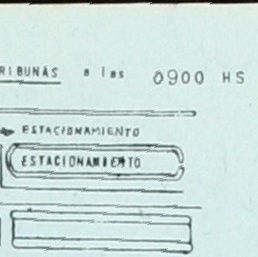 RIBUNAS a las 0900 HS
ESTACIONAMIENTO
ESTACIONAMIENTO